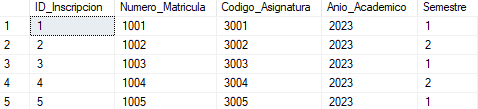 ID_Inscripcion Numero_Matricula Codigo_Asignatura Anio_Academico Semestre
1 1 1001 3001 2023 1
2 2 1002 3002 2023 2
3 3 1003 3003 2023 1
4 4 1004 3004 2023 2
5 5 1005 3005 2023 1